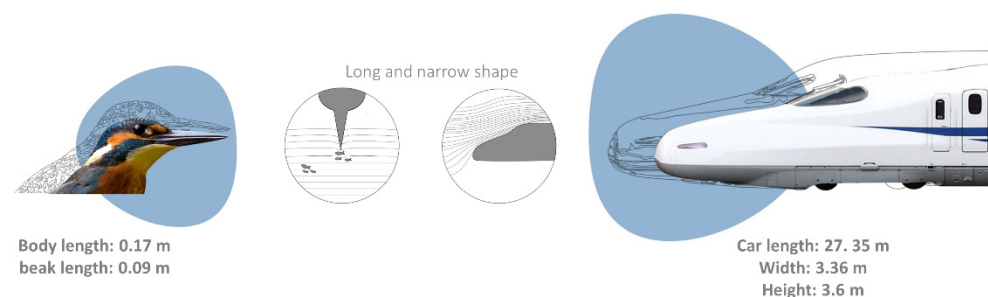 Long and narrow shape
Body length: 0.17 m
beak length: 0.09 m
Car length: 27. 35 m
Width: 3.36 m
Height: 3.6 m